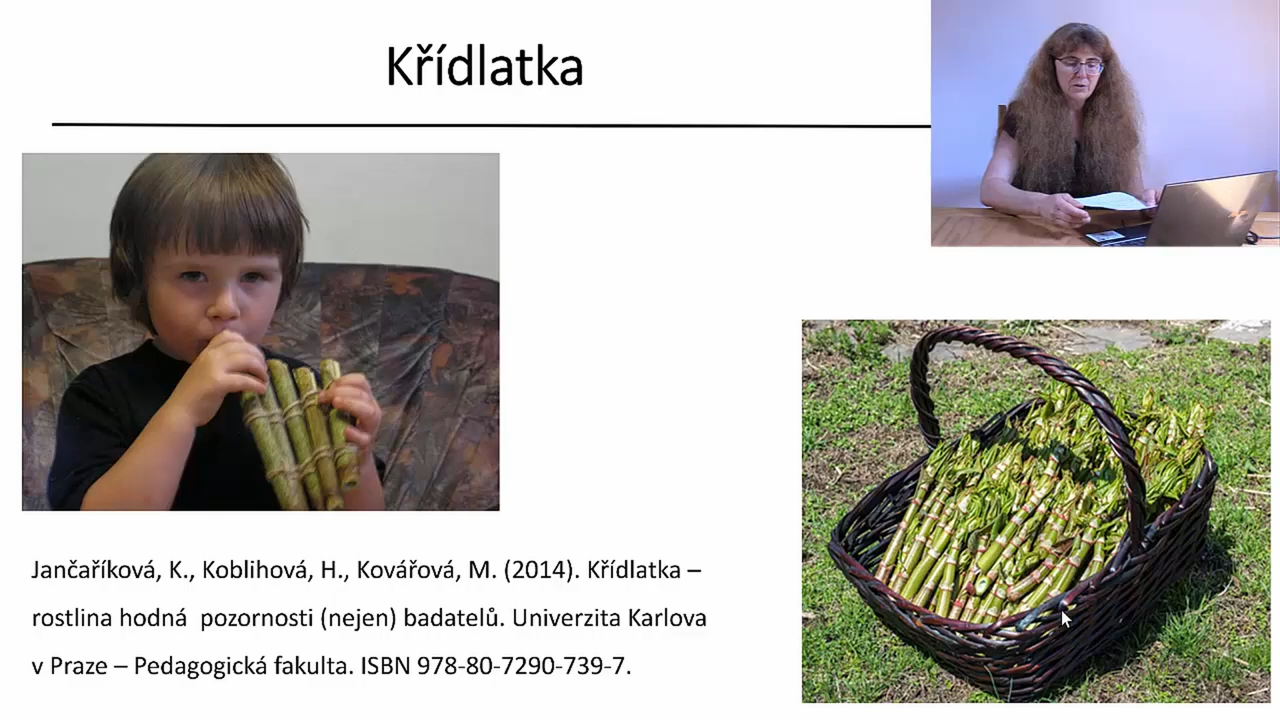 Křídlatka
Jančaříková, K., Koblihová, H., Kovářová, M. (2014). Křídlatka –
rostlina hodná  pozornosti (nejen) badatelů. Univerzita Karlova
v Praze – Pedagogická fakulta. ISBN 978-80-7290-739-7.